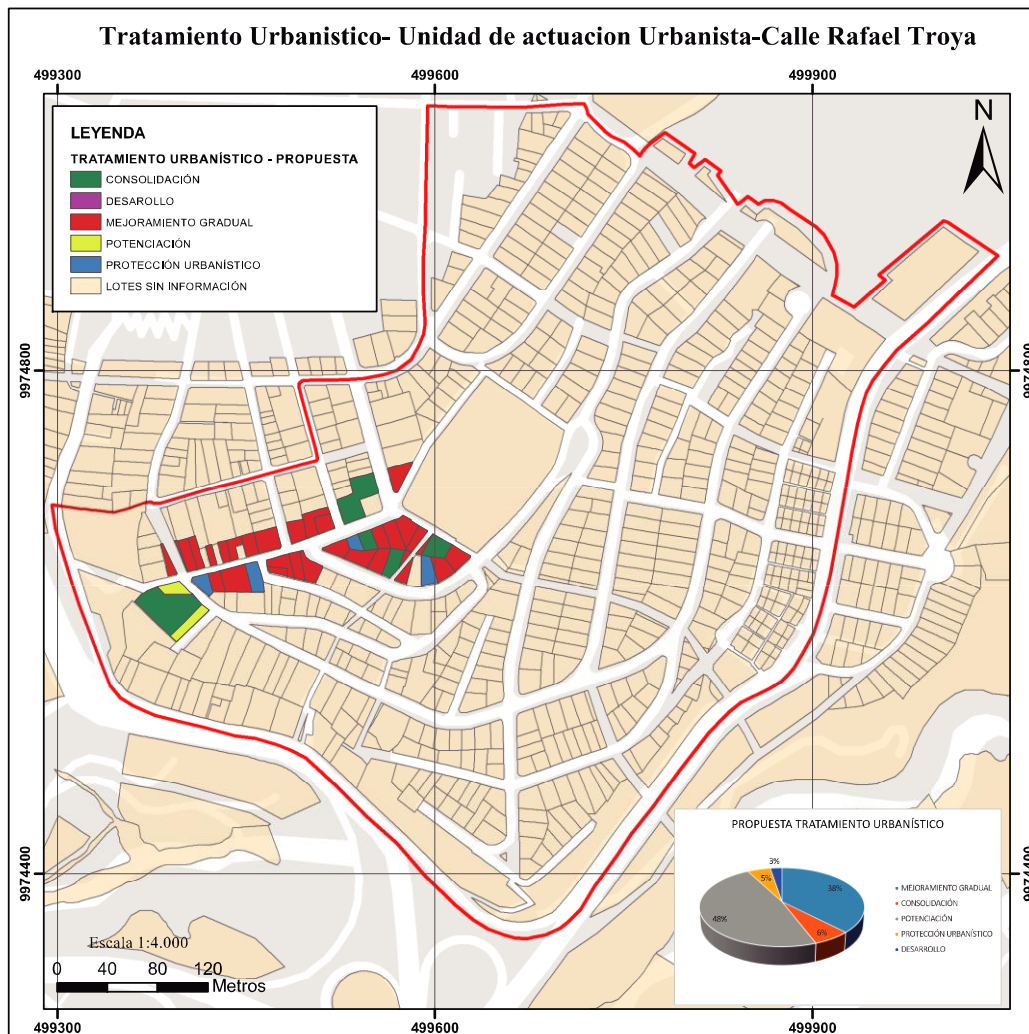 Tratamiento Urbanistico- Unidad de actuacion Urbanista-Calle Rafael Troya
499300
499600
499900
LEYENDA
TRATAMIENTO URBANÍSTICO - PROPUESTA
CONSOLIDACIÓN
DESAROLLO
MEJORAMIENTO GRADUAL
POTENCIACIÓN
PROTECCIÓN URBANÍSTICO
LOTES SIN INFORMACIÓN
N
9974800
9974800
9974400
9974400
PROPUESTA TRATAMIENTO URBANÍSTICO
3%
5%
38%
48%
6%
MEJORAMIENTO GRADUAL
CONSOLIDACIÓN
POTENCIACIÓN
PROTECCIÓN URBANÍSTICO
DESARROLLO
Escala 1:4.000
0 40 80 120
Metros
499300
499600
499900